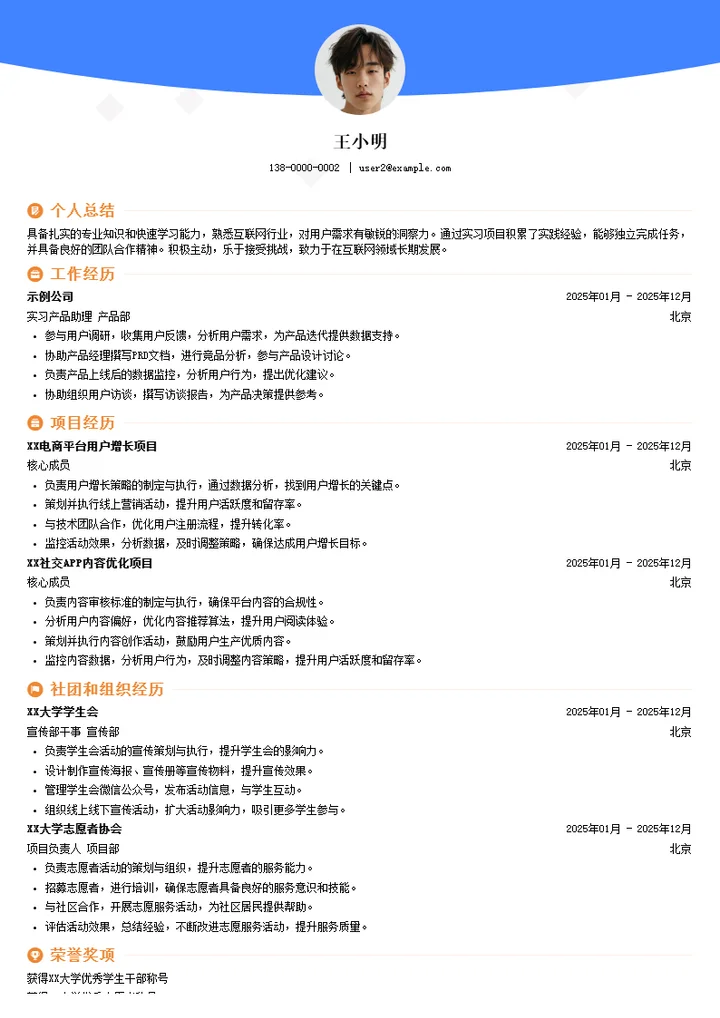 王小明
138-0000-0002 | user2@example.com
个人总结
具备扎实的专业知识和快速学习能力，熟悉互联网行业，对用户需求有敏锐的洞察力。通过实习项目积累了实践经验，能够独立完成任务，
并具备良好的团队合作精神。积极主动，乐于接受挑战，致力于在互联网领域长期发展。
工作经历
示例公司 2025年01月 - 2025年12月
实习产品助理 产品部 北京
• 参与用户调研，收集用户反馈，分析用户需求，为产品迭代提供数据支持。
• 协助产品经理撰写PRD文档，进行竞品分析，参与产品设计讨论。
• 负责产品上线后的数据监控，分析用户行为，提出优化建议。
• 协助组织用户访谈，撰写访谈报告，为产品决策提供参考。
项目经历
XX电商平台用户增长项目 2025年01月 - 2025年12月
核心成员 北京
• 负责用户增长策略的制定与执行，通过数据分析，找到用户增长的关键点。
• 策划并执行线上营销活动，提升用户活跃度和留存率。
• 与技术团队合作，优化用户注册流程，提升转化率。
• 监控活动效果，分析数据，及时调整策略，确保达成用户增长目标。
XX社交APP内容优化项目 2025年01月 - 2025年12月
核心成员 北京
• 负责内容审核标准的制定与执行，确保平台内容的合规性。
• 分析用户内容偏好，优化内容推荐算法，提升用户阅读体验。
• 策划并执行内容创作活动，鼓励用户生产优质内容。
• 监控内容数据，分析用户行为，及时调整内容策略，提升用户活跃度和留存率。
社团和组织经历
XX大学学生会 2025年01月 - 2025年12月
宣传部干事 宣传部 北京
• 负责学生会活动的宣传策划与执行，提升学生会的影响力。
• 设计制作宣传海报、宣传册等宣传物料，提升宣传效果。
• 管理学生会微信公众号，发布活动信息，与学生互动。
• 组织线上线下宣传活动，扩大活动影响力，吸引更多学生参与。
XX大学志愿者协会 2025年01月 - 2025年12月
项目负责人 项目部 北京
• 负责志愿者活动的策划与组织，提升志愿者的服务能力。
• 招募志愿者，进行培训，确保志愿者具备良好的服务意识和技能。
• 与社区合作，开展志愿服务活动，为社区居民提供帮助。
• 评估活动效果，总结经验，不断改进志愿服务活动，提升服务质量。
荣誉奖项
获得XX大学优秀学生干部称号